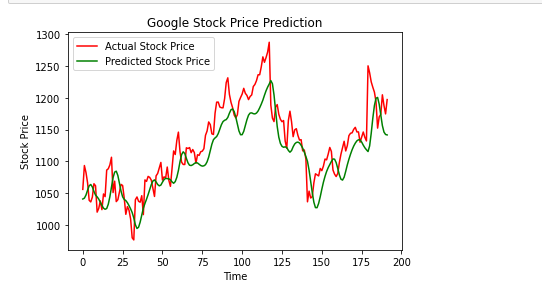 Google Stock Price Prediction
Actual Stock Price
Predicted Stock Price
1300
1250
1200
1150
1100
1050
1000
Stock Price
0 25 50 75 100 125 150 175 200
Time